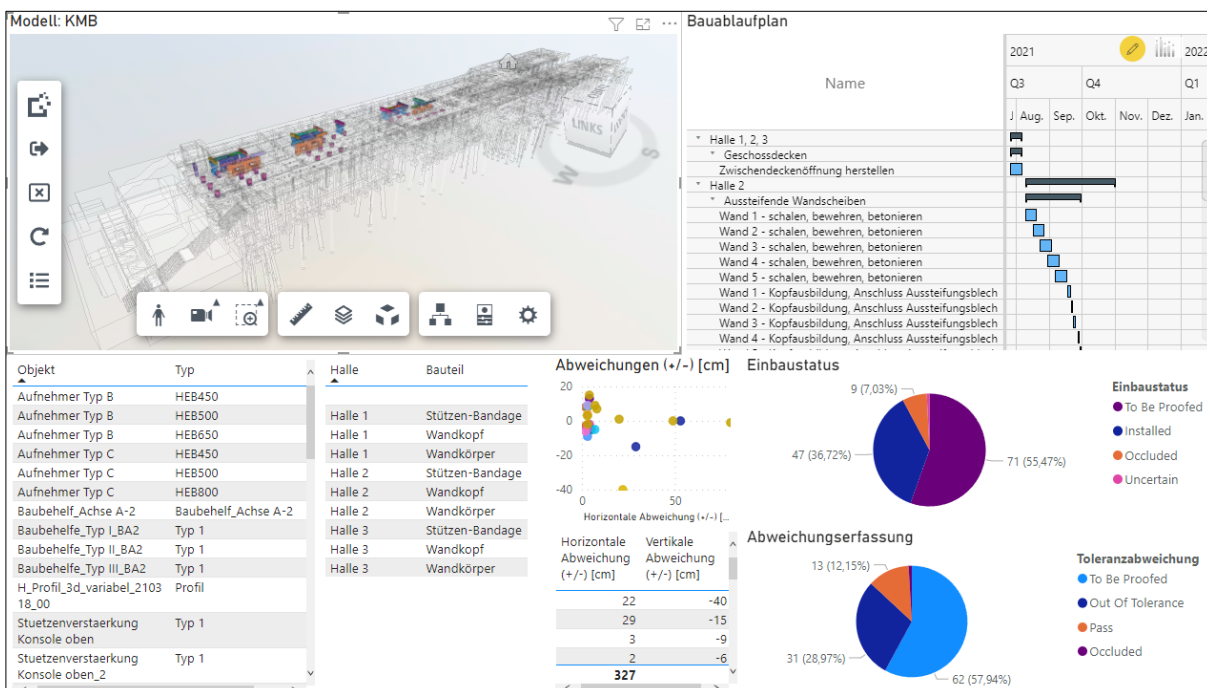 Modell: KMB
LINKS
W
S
Bauablaufplan
Name
2021
2022
Q3
Q4
Q1
J
Aug.
Sep.
Okt.
Nov.
Dez.
Jan.
Halle 1, 2, 3
Geschossdecken
Zwischendeckenöffnung herstellen
Halle 2
Aussteifende Wandscheiben
Wand 1 - schalen, bewehren, betonieren
Wand 2 - schalen, bewehren, betonieren
Wand 3 - schalen, bewehren, betonieren
Wand 4 - schalen, bewehren, betonieren
Wand 5 - schalen, bewehren, betonieren
Wand 1 - Kopfausbildung, Anschluss Aussteifungsblech
Wand 2 - Kopfausbildung, Anschluss Aussteifungsblech
Wand 3 - Kopfausbildung, Anschluss Aussteifungsblech
Wand 4 - Kopfausbildung, Anschluss Aussteifungsblech
Objekt Typ
Aufnehmer Typ B HEB450
Aufnehmer Typ B HEB500
Aufnehmer Typ B HEB650
Aufnehmer Typ C HEB450
Aufnehmer Typ C HEB500
Aufnehmer Typ C HEB800
Baubehelf_Achse A-2 Baubehelf_Achse A-2
Baubehelfe_Typ I_BA2 Typ 1
Baubehelfe_Typ II_BA2 Typ 1
Baubehelfe_Typ III_BA2 Typ 1
H_Profil_3d_variabel_2103 Profil
18_00
Stuetzenverstaerkung Typ 1
Konsole oben
Stuetzenverstaerkung Typ 1
Konsole oben_2
Halle Bauteil
Halle 1 Stützen-Bandage
Halle 1 Wandkopf
Halle 1 Wandkörper
Halle 2 Stützen-Bandage
Halle 2 Wandkopf
Halle 2 Wandkörper
Halle 3 Stützen-Bandage
Halle 3 Wandkopf
Halle 3 Wandkörper
Abweichungen (+/-) [cm]
20
0
-20
-40
0
50
Horizontale Abweichung (+/-) [...
Horizontale Vertikale
Abweichung Abweichung
(+/-) [cm] (+/-) [cm]
22 -40
29 -15
3 -9
2 -6
327
Einbaustatus
9 (7,03%)
47 (36,72%)
71 (55,47%)
Einbaustatus
To Be Proofed
Installed
Occluded
Uncertain
Abweichungserfassung
13 (12,15%)
31 (28,97%)
62 (57,94%)
Toleranzabweichung
To Be Proofed
Out Of Tolerance
Pass
Occluded